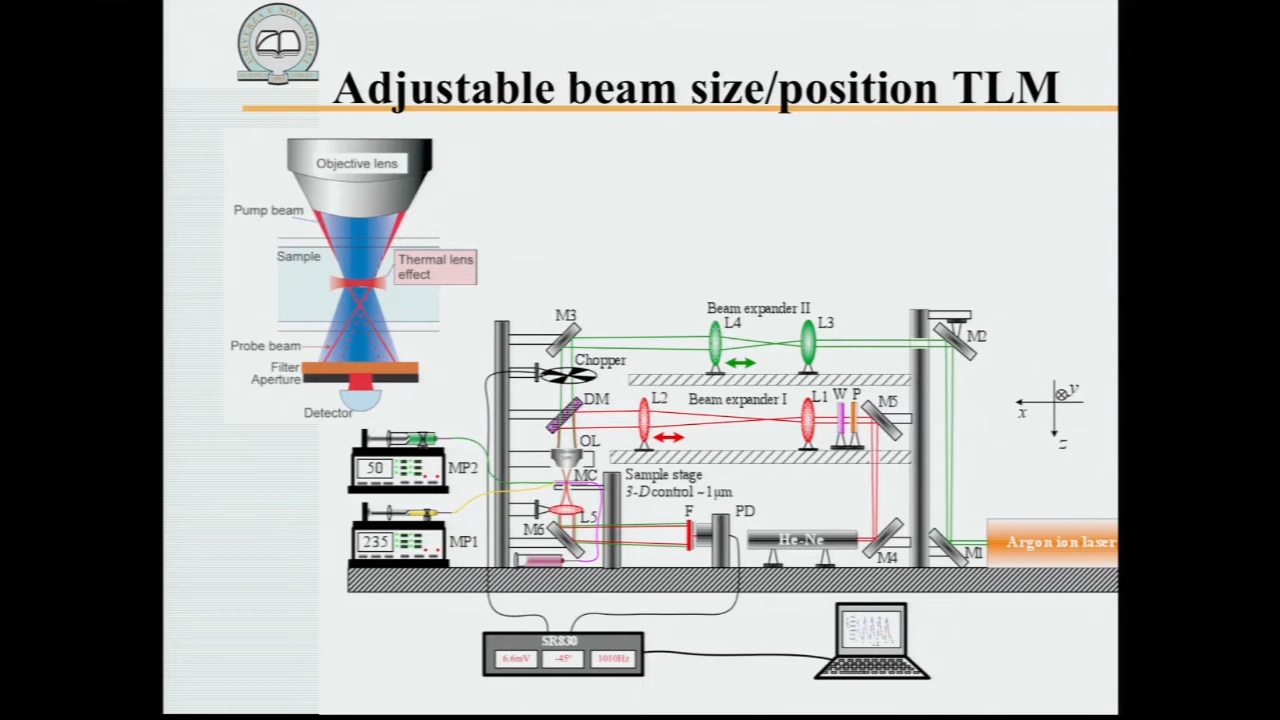 UNIVERZA V NOVI GORICI
Adjustable beam size/position TLM
Objective lens
Pump beam
Sample
Thermal lens
effect
Probe beam
Filter
Aperture
Detector
M3
Beam expander II
L4
L3
M2
Chopper
DM
L2
Beam expander I
L1
W
P
M5
x
y
z
OL
MC
Sample stage
3-D control ~1μm
50
MP2
L5
M6
F
PD
235
MP1
He-Ne
M4
M1
Argon ion laser
SR830
6.6mV
-45°
1010Hz